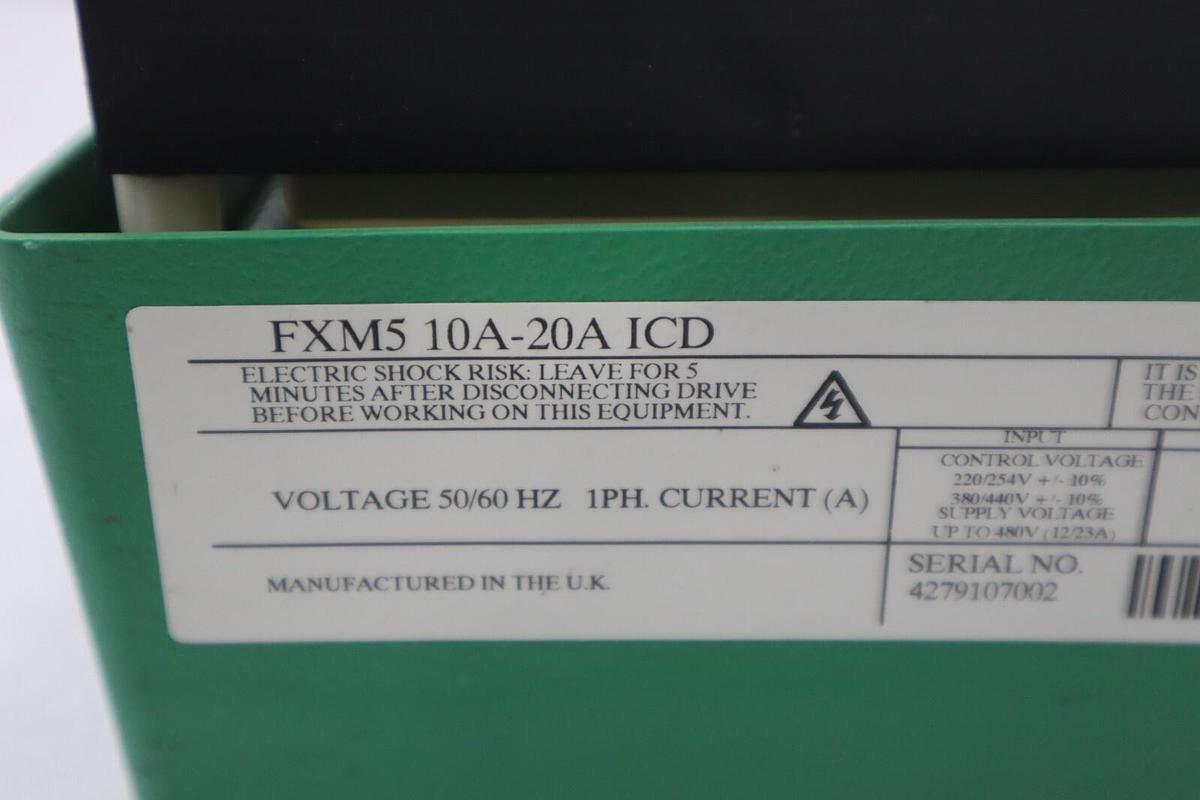 FXM5 10A-20A ICD
ELECTRIC SHOCK RISK: LEAVE FOR 5
MINUTES AFTER DISCONNECTING DRIVE
BEFORE WORKING ON THIS EQUIPMENT.
IT IS
THE
CON
VOLTAGE 50/60 HZ 1PH. CURRENT (A)
INPUT
CONTROL VOLTAGE
220/254V +/- 10%
380/440V +/- 10%
SUPPLY VOLTAGE
UP TO 480V (12/23A)
MANUFACTURED IN THE U.K.
SERIAL NO.
4279107002